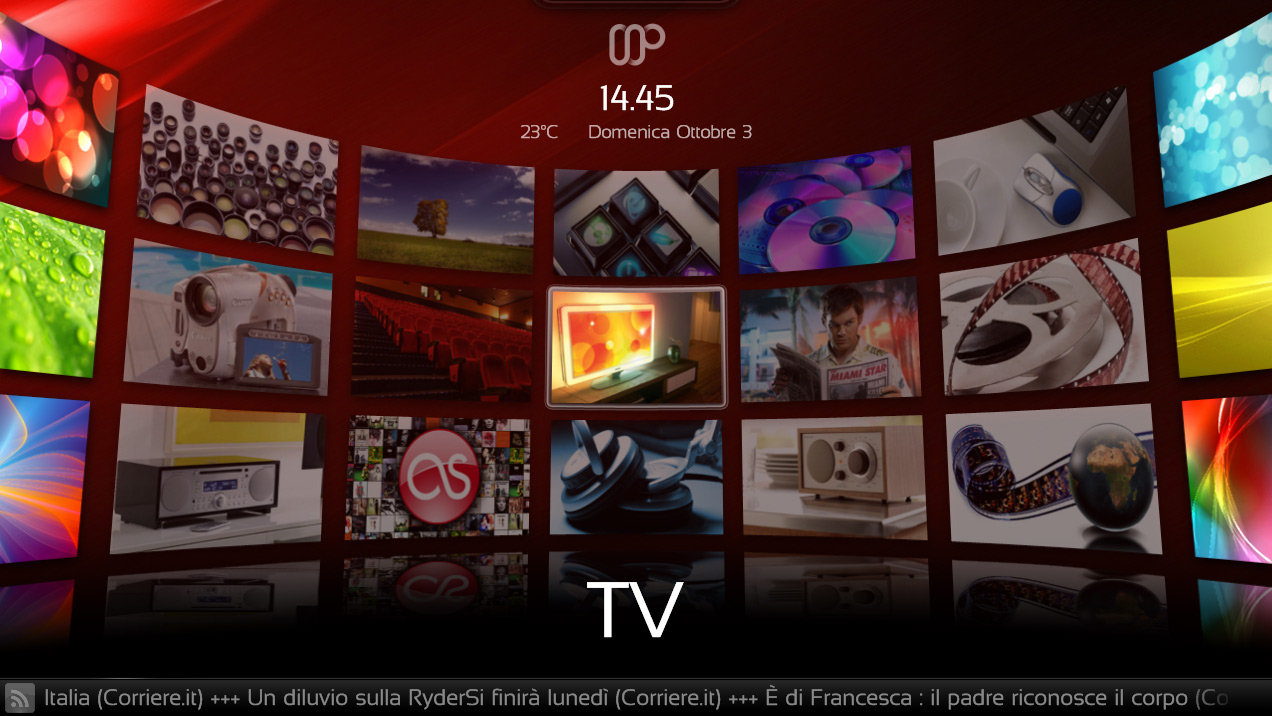 14.45
23°C Domenica Ottobre 3
MIAMI STAR
MIAMI
TV
Italia (Corriere.it) +++ Un diluvio sulla RyderSi finirà lunedì (Corriere.it) +++ È di Francesca : il padre riconosce il corpo (Co